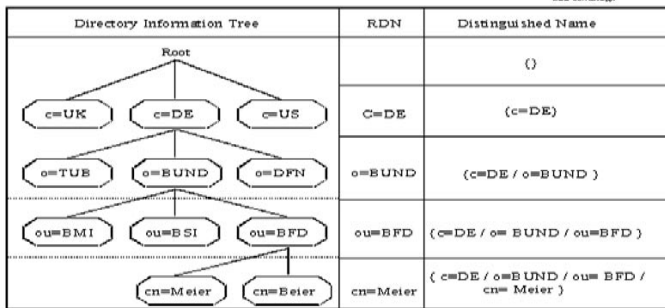 Directory Information Tree RDN Distinguished Name
Root
()
c=UK c=DE c=US C=DE (c=DE)
o=TUB o=BUND o=DFN o=BUND (c=DE / o=BUND )
ou=BMI ou=BSI ou=BFD ou=BFD ( c=DE / o= BUND / ou=BFD )
cn=Meier cn=Beier cn=Meier ( c=DE / o=BUND / ou= BFD /
cn= Meier )